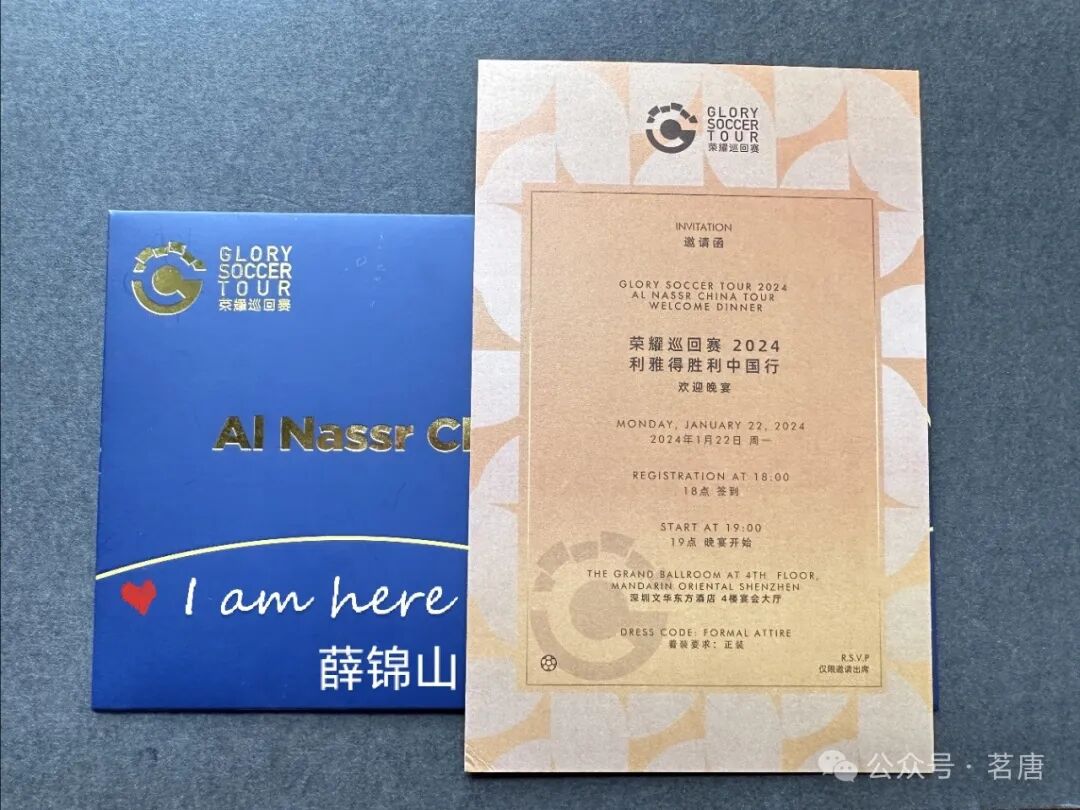 GLORY
SOCCER
TOUR
荣耀巡回赛
Al Nassr
I am here
薛锦山
GLORY
SOCCER
TOUR
荣耀巡回赛
INVITATION
邀请函
GLORY SOCCER TOUR 2024
AL NASSR CHINA TOUR
WELCOME DINNER
荣耀巡回赛 2024
利雅得胜利中国行
欢迎晚宴
MONDAY, JANUARY 22, 2024
2024年1月22日 周一
REGISTRATION AT 18:00
18点 签到
START AT 19:00
19点 晚宴开始
THE GRAND BALLROOM AT 4TH FLOOR,
MANDARIN ORIENTAL SHENZHEN
深圳文华东方酒店 4楼宴会大厅
DRESS CODE: FORMAL ATTIRE
着装要求：正装
R.S.V.P
仅限邀请出席
公众号·茗唐